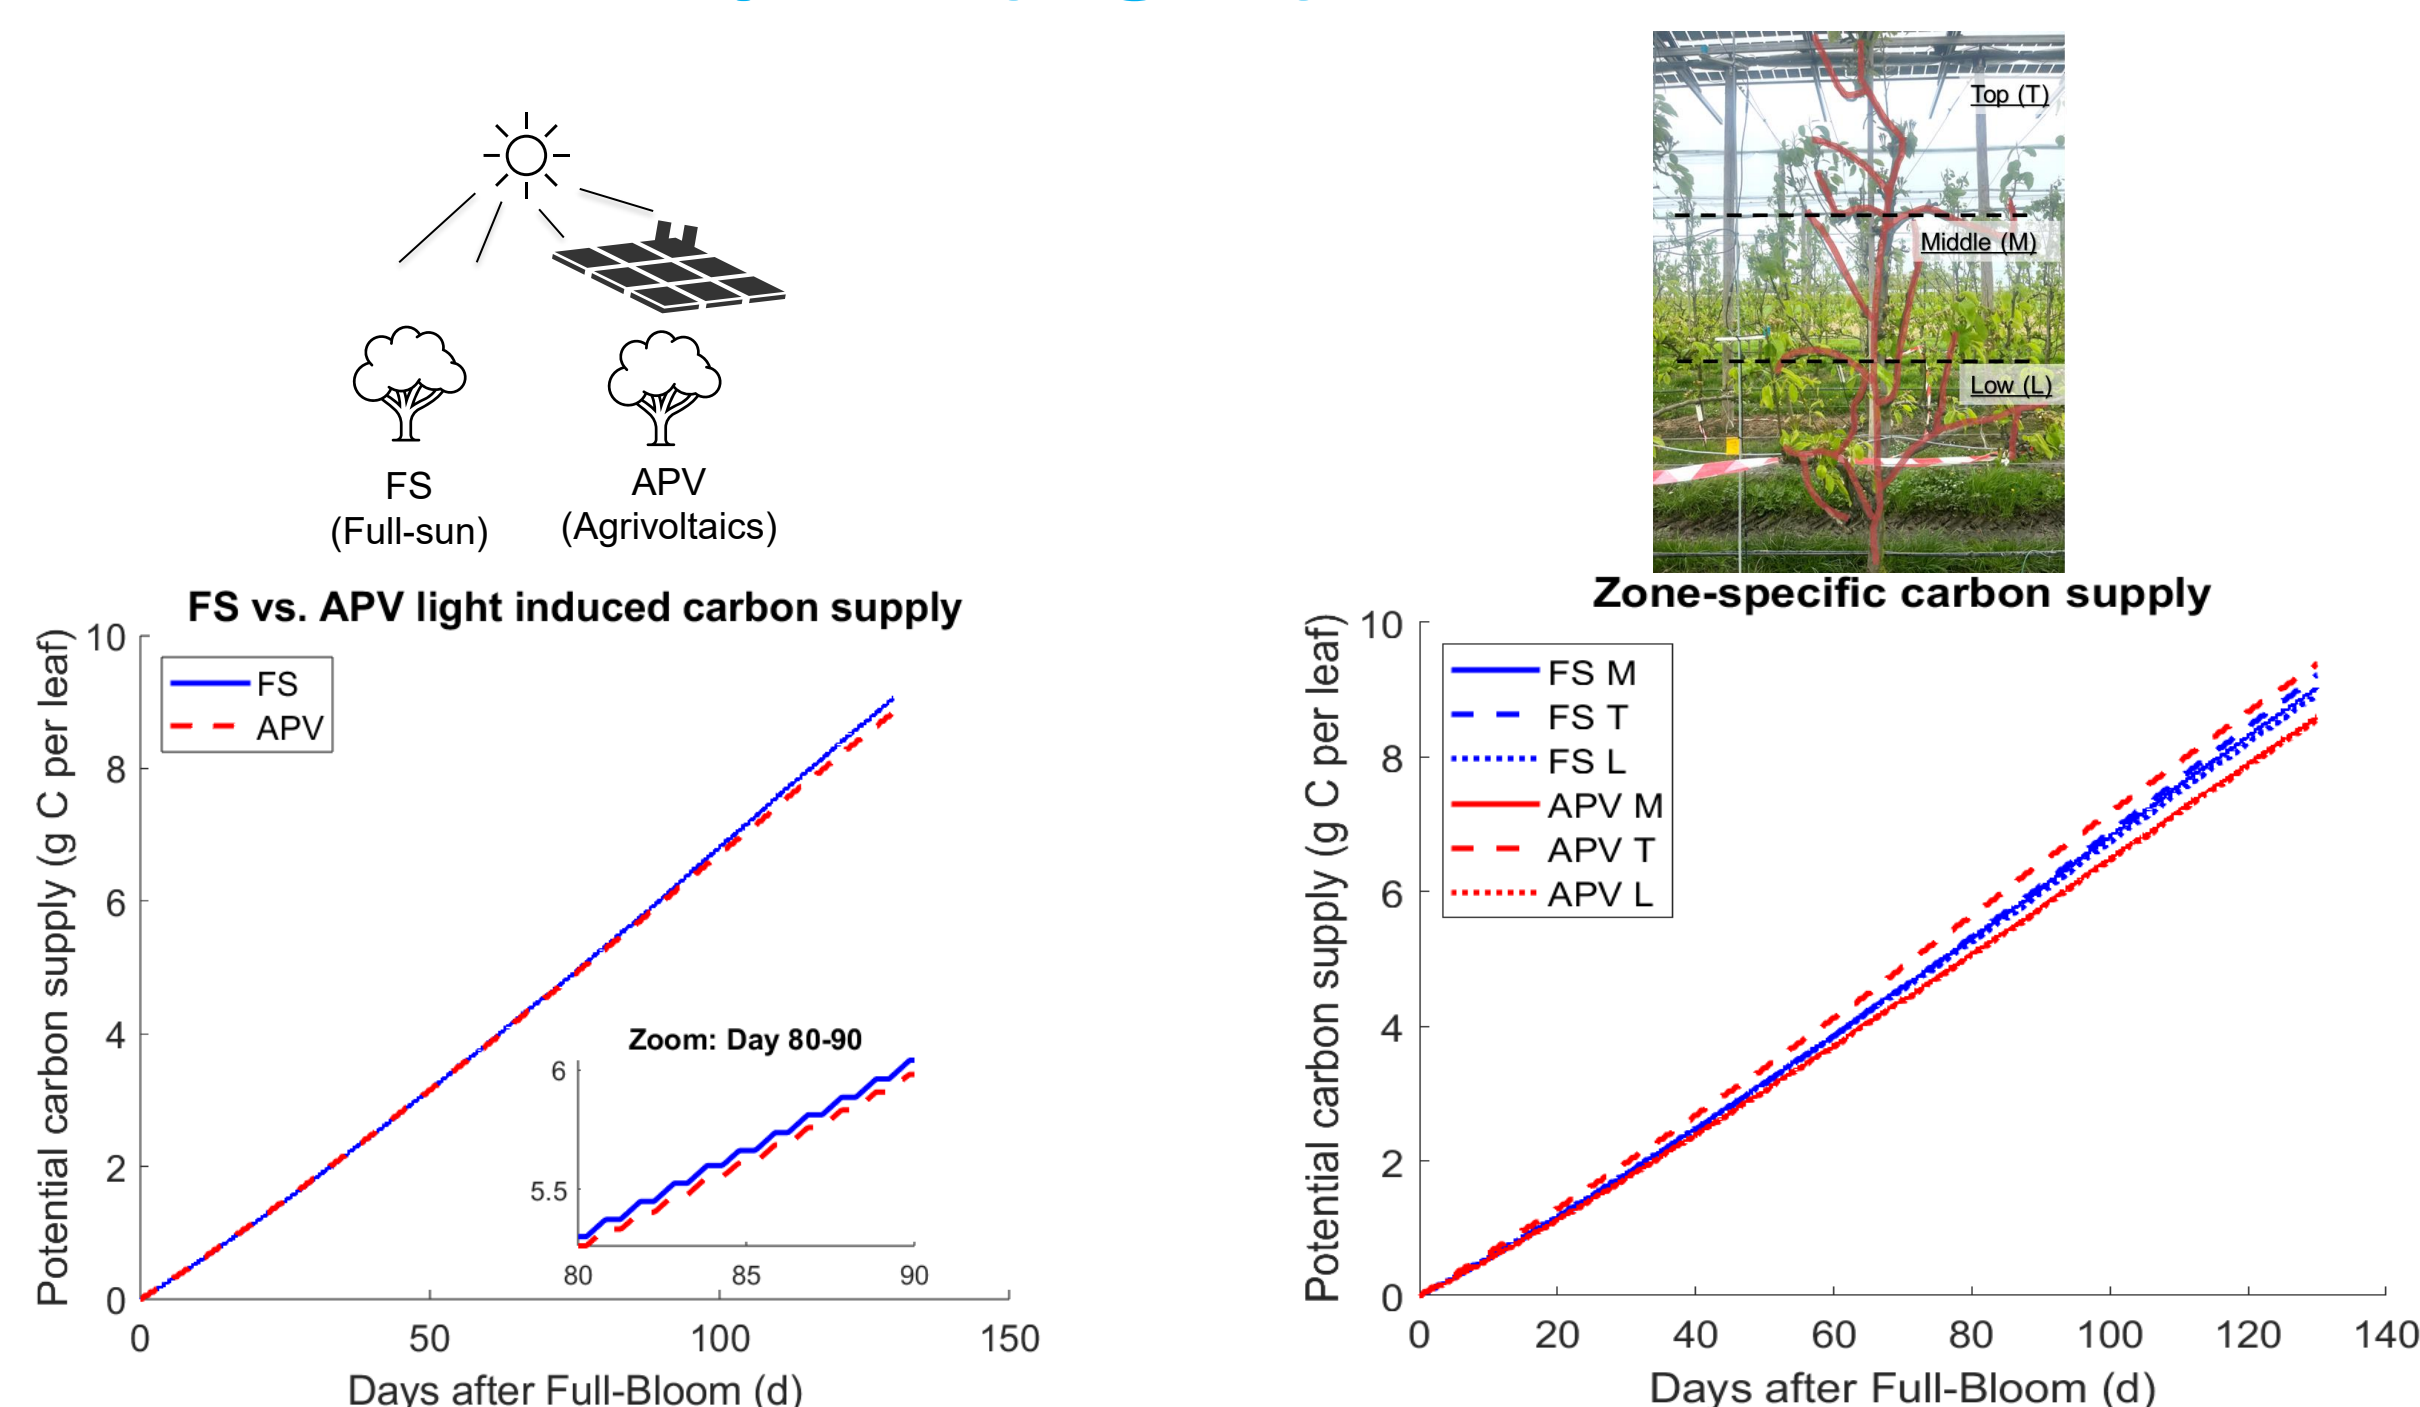 FS
(Full-sun)
APV
(Agrivoltaics)
Top (T)
Middle (M)
Low (L)
FS vs. APV light induced carbon supply
Potential carbon supply (g C per leaf)
10
8
6
4
2
0
FS
APV
Zoom: Day 80-90
6
5.5
80
85
90
0
50
100
150
Days after Full-Bloom (d)
Zone-specific carbon supply
Potential carbon supply (g C per leaf)
10
8
6
4
2
0
FS M
FS T
FS L
APV M
APV T
APV L
0
20
40
60
80
100
120
140
Days after Full-Bloom (d)